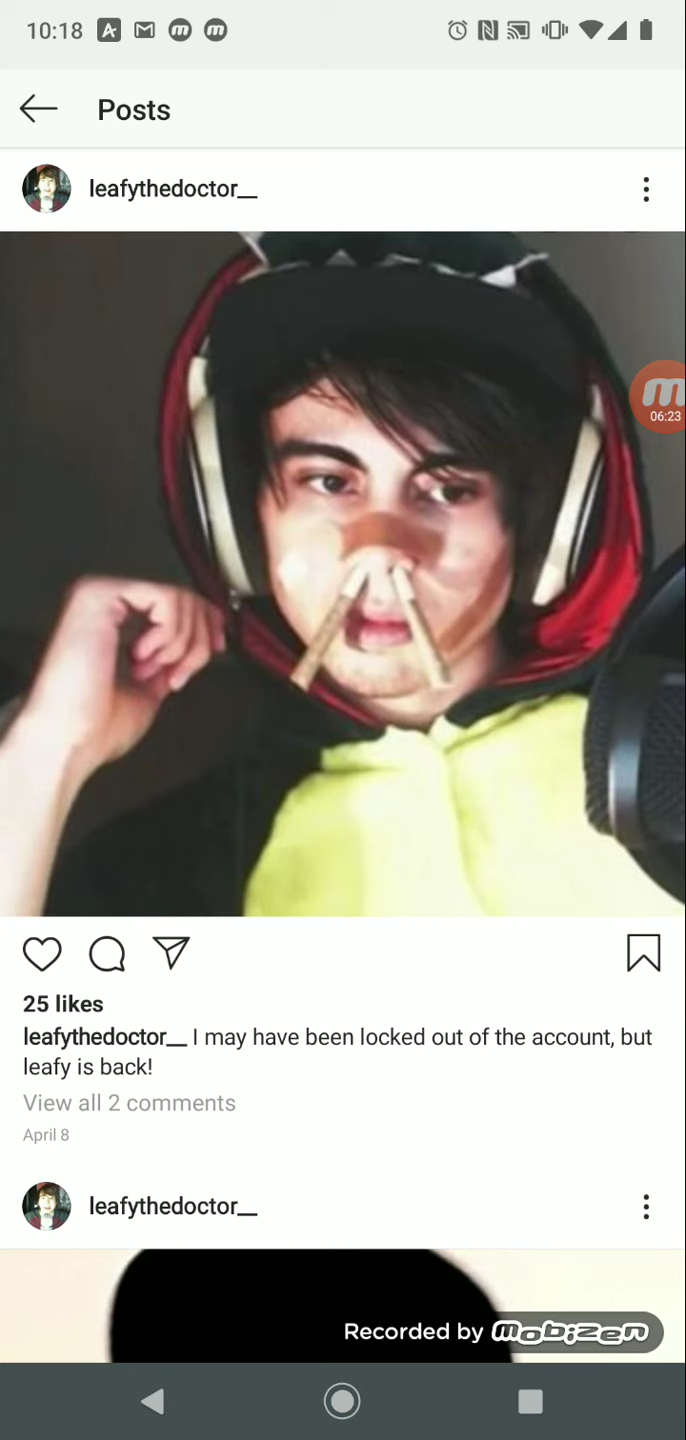 10:18
Posts
leafythedoctor__
06:23
25 likes
leafythedoctor__ I may have been locked out of the account, but
leafy is back!
View all 2 comments
April 8
leafythedoctor__
Recorded by mobizen